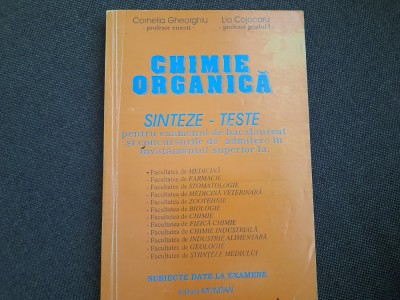 Cornelia Gheorghiu Lia Cojocaru
- profesor emerit - - profesor gradul I -
CHIMIE
ORGANICĂ
SINTEZE - TESTE
pentru examenul de bacalaureat
și concursurile de admitere în
învățământul superior la:
• Facultatea de MEDICINĂ
- Facultatea de FARMACIE
- Facultatea de STOMATOLOGIE
- Facultatea de MEDICINĂ VETERINARĂ
- Facultatea de ZOOTEHNIE
- Facultatea de BIOLOGIE
- Facultatea de CHIMIE
- Facultatea de FIZICĂ CHIMIE
- Facultatea de CHIMIE INDUSTRIALĂ
- Facultatea de INDUSTRIE ALIMENTARĂ
- Facultatea de GEOLOGIE
- Facultatea de ȘTIINȚELE MEDIULUI
SUBIECTE DATE LA EXAMENE